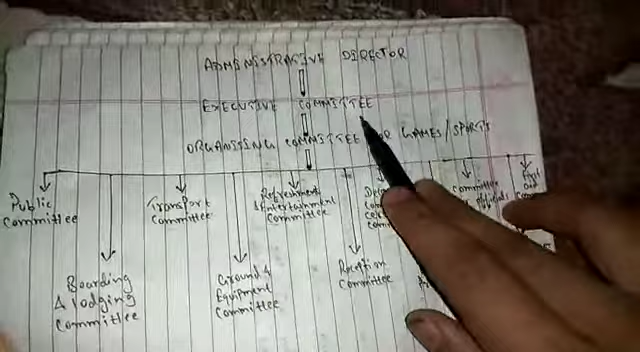 ADMINISTRATIVE DIRECTOR
EXECUTIVE COMMITTEE
ORGANISING COMMITTEE FOR GAMES/SPORTS
Public
Committee
Transport
Committee
Refreshment
& Entertainment
Committee
committee
Boarding
& lodging
Committee
Ground &
Equipment
Committee
Reception
Committee